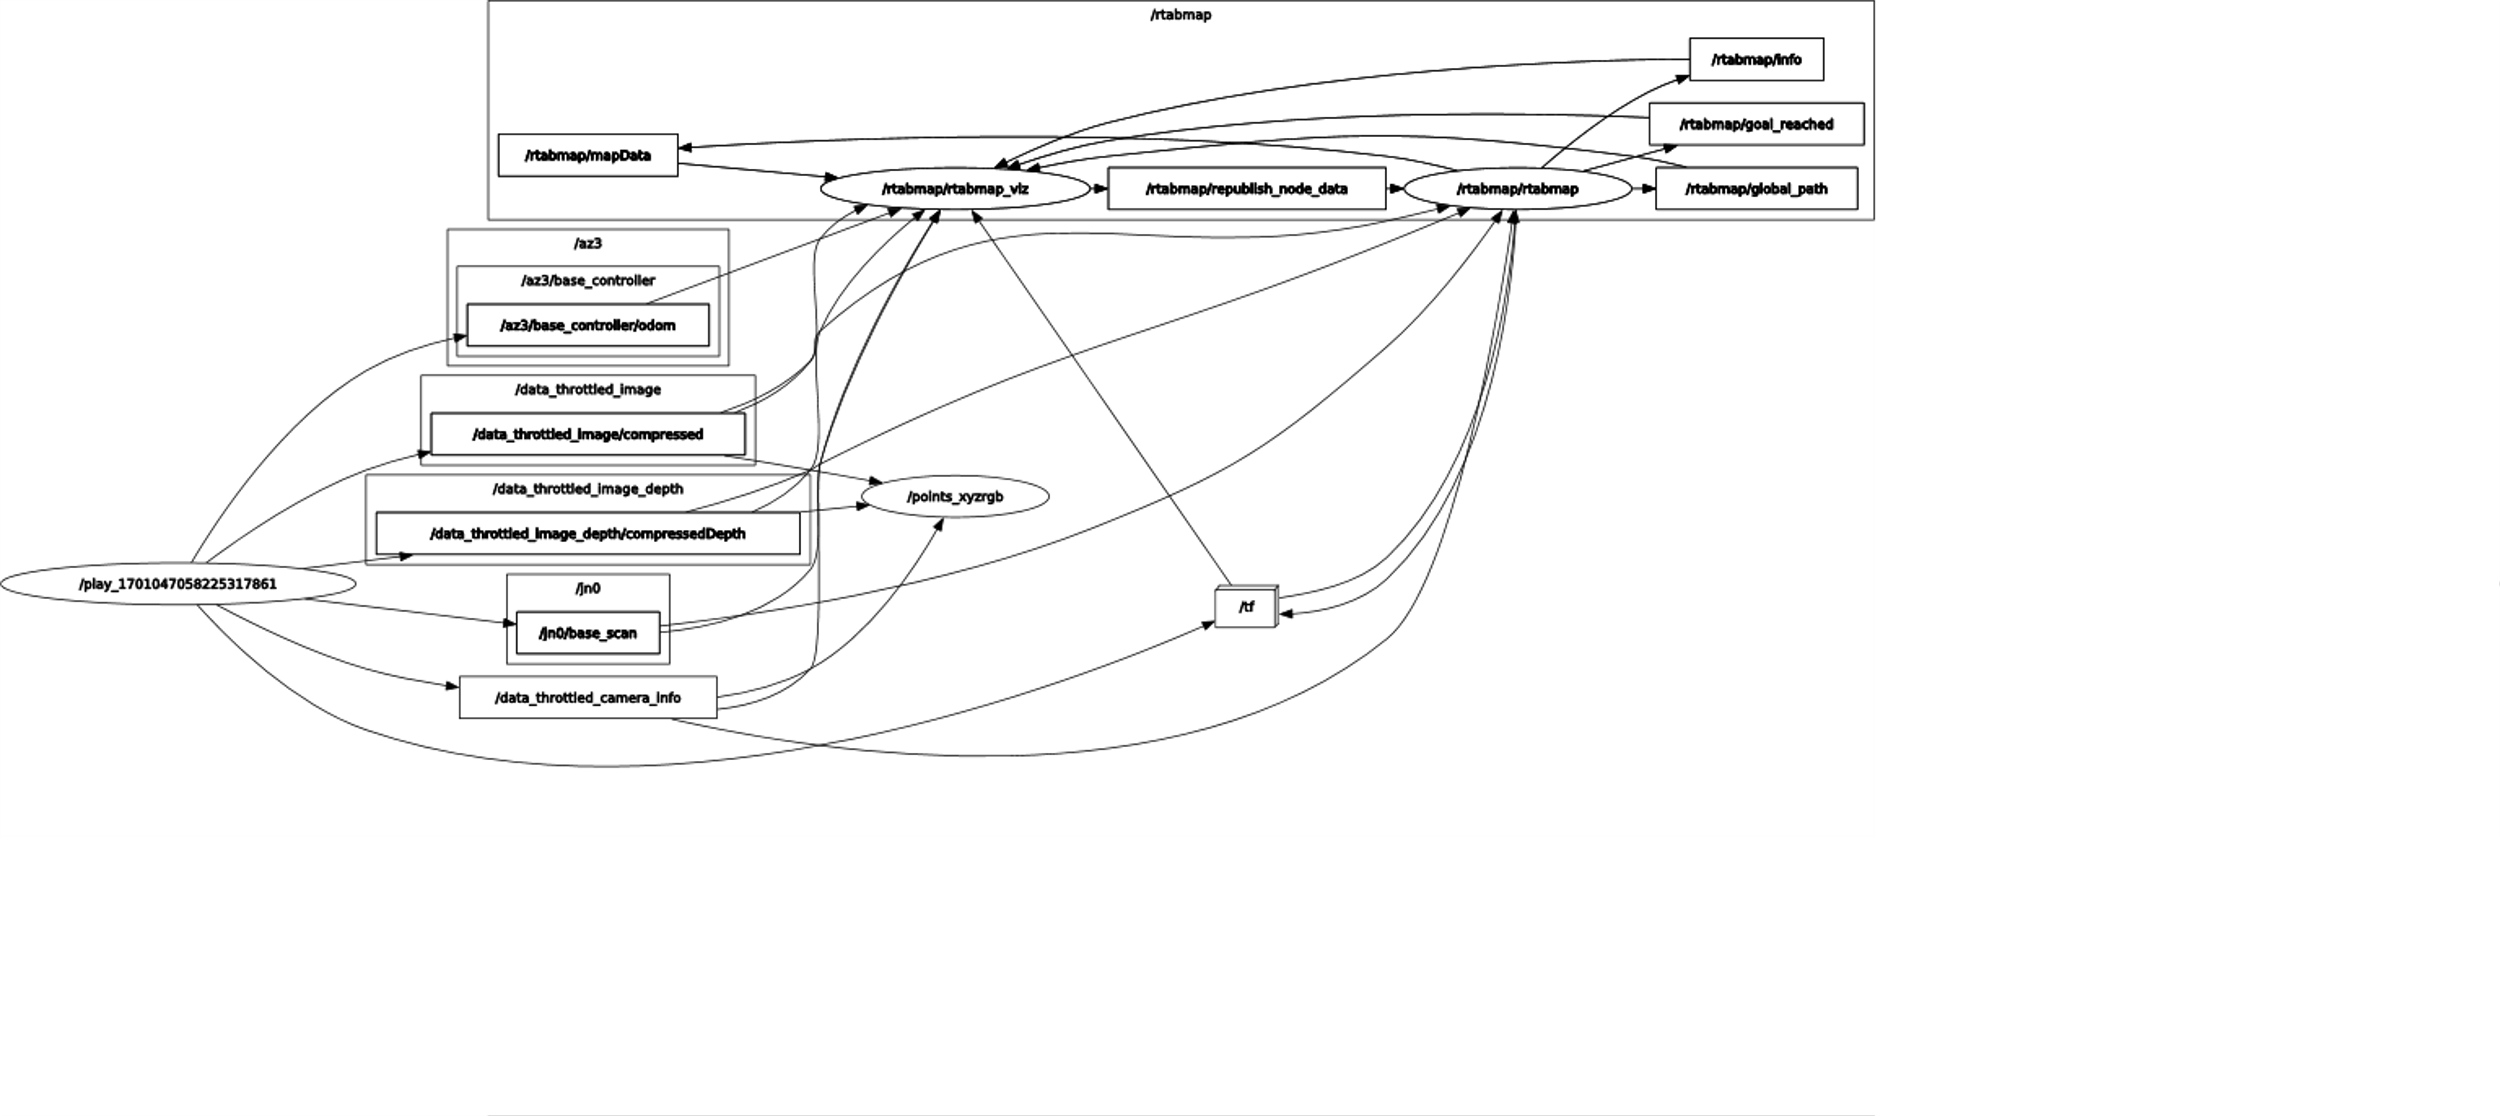 /rtabmap
/rtabmap/info
/rtabmap/goal_reached
/rtabmap/mapData
/rtabmap/rtabmap_viz
/rtabmap/republish_node_data
/rtabmap/rtabmap
/rtabmap/global_path
/az3
/az3/base_controller
/az3/base_controller/odom
/data_throttled_image
/data_throttled_image/compressed
/data_throttled_image_depth
/points_xyzrgb
/data_throttled_image_depth/compressedDepth
/play_1701047058225317861
/jn0
/tf
/jn0/base_scan
/data_throttled_camera_info